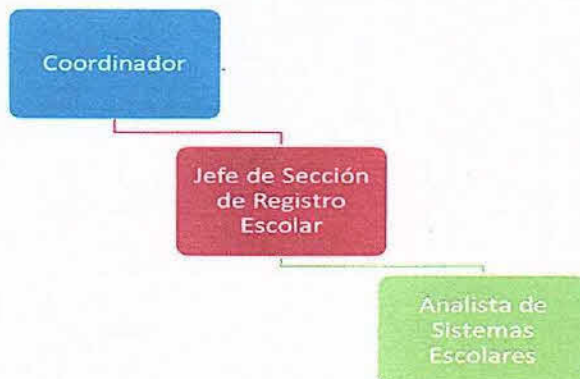 Coordinador
Jefe de Sección
de Registro
Escolar
Analista de
Sistemas
Escolares